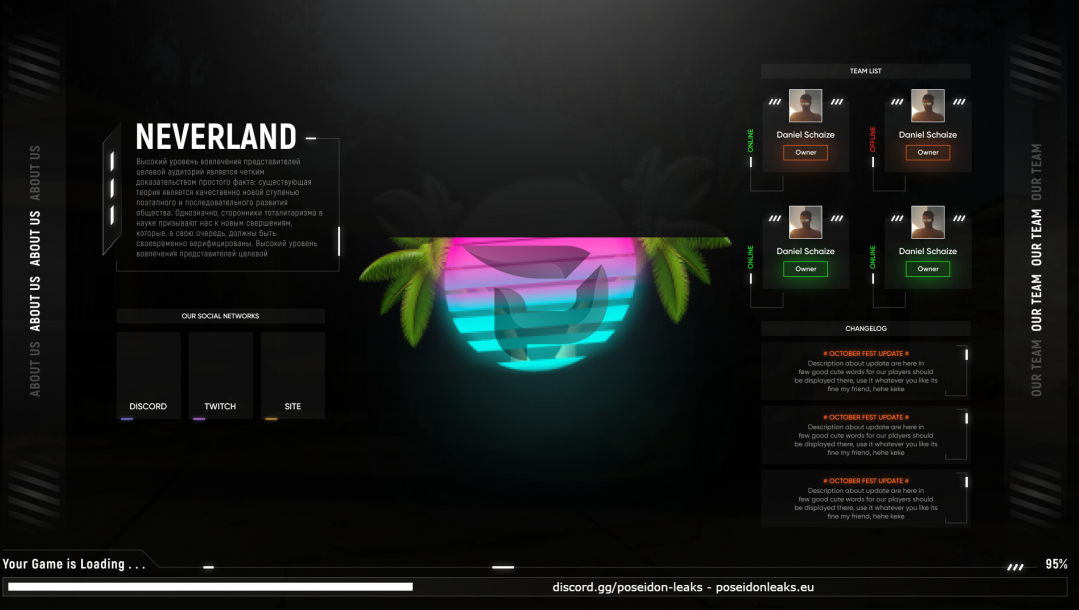 NEVERLAND
Высокий уровень вовлечения представителей
целевой аудитории является четким
доказательством простого факта: существующая
теория является качественно новой ступенью
поэтапного и последовательного развития
общества. Однозначно, сторонники тоталитаризма в
науке призывают нас к новым свершениям,
которые, в свою очередь, должны быть
своевременно верифицированы. Высокий уровень
вовлечения представителей целевой
ABOUT US
ABOUT US
ABOUT US
ABOUT US
OUR SOCIAL NETWORKS
DISCORD
TWITCH
SITE
TEAM LIST
ONLINE
Daniel Schaize
Owner
OFFLINE
Daniel Schaize
Owner
ONLINE
Daniel Schaize
Owner
ONLINE
Daniel Schaize
Owner
CHANGELOG
# OCTOBER FEST UPDATE #
Description about update are here in
few good cute words for our players should
be displayed there, use it whatever you like its
fine my friend, hehe keke
# OCTOBER FEST UPDATE #
Description about update are here in
few good cute words for our players should
be displayed there, use it whatever you like its
fine my friend, hehe keke
# OCTOBER FEST UPDATE #
Description about update are here in
few good cute words for our players should
be displayed there, use it whatever you like its
fine my friend, hehe keke
OUR TEAM
OUR TEAM
OUR TEAM
OUR TEAM
Your Game is Loading . . .
95%
discord.gg/poseidon-leaks - poseidonleaks.eu